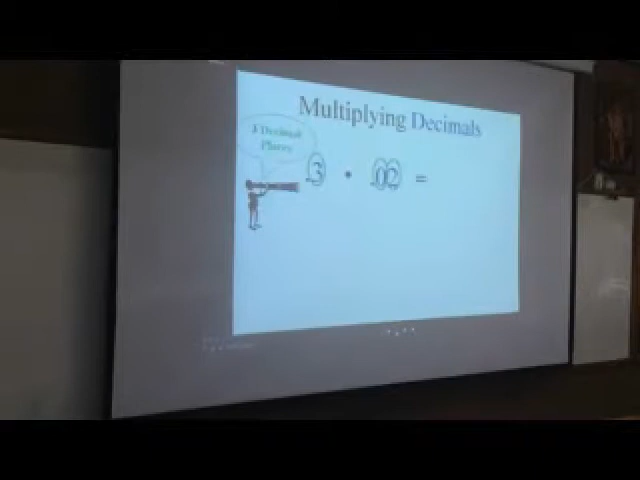 Multiplying Decimals
3 Decimal
Places
.3 • .02 =